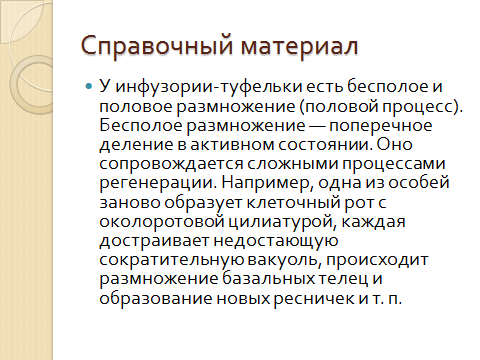 Справочный материал
У инфузории-туфельки есть бесполое и
половое размножение (половой процесс).
Бесполое размножение — поперечное
деление в активном состоянии. Оно
сопровождается сложными процессами
регенерации. Например, одна из особей
заново образует клеточный рот с
околоротовой цилиатурой, каждая
достраивает недостающую
сократительную вакуоль, происходит
размножение базальных телец и
образование новых ресничек и т. п.